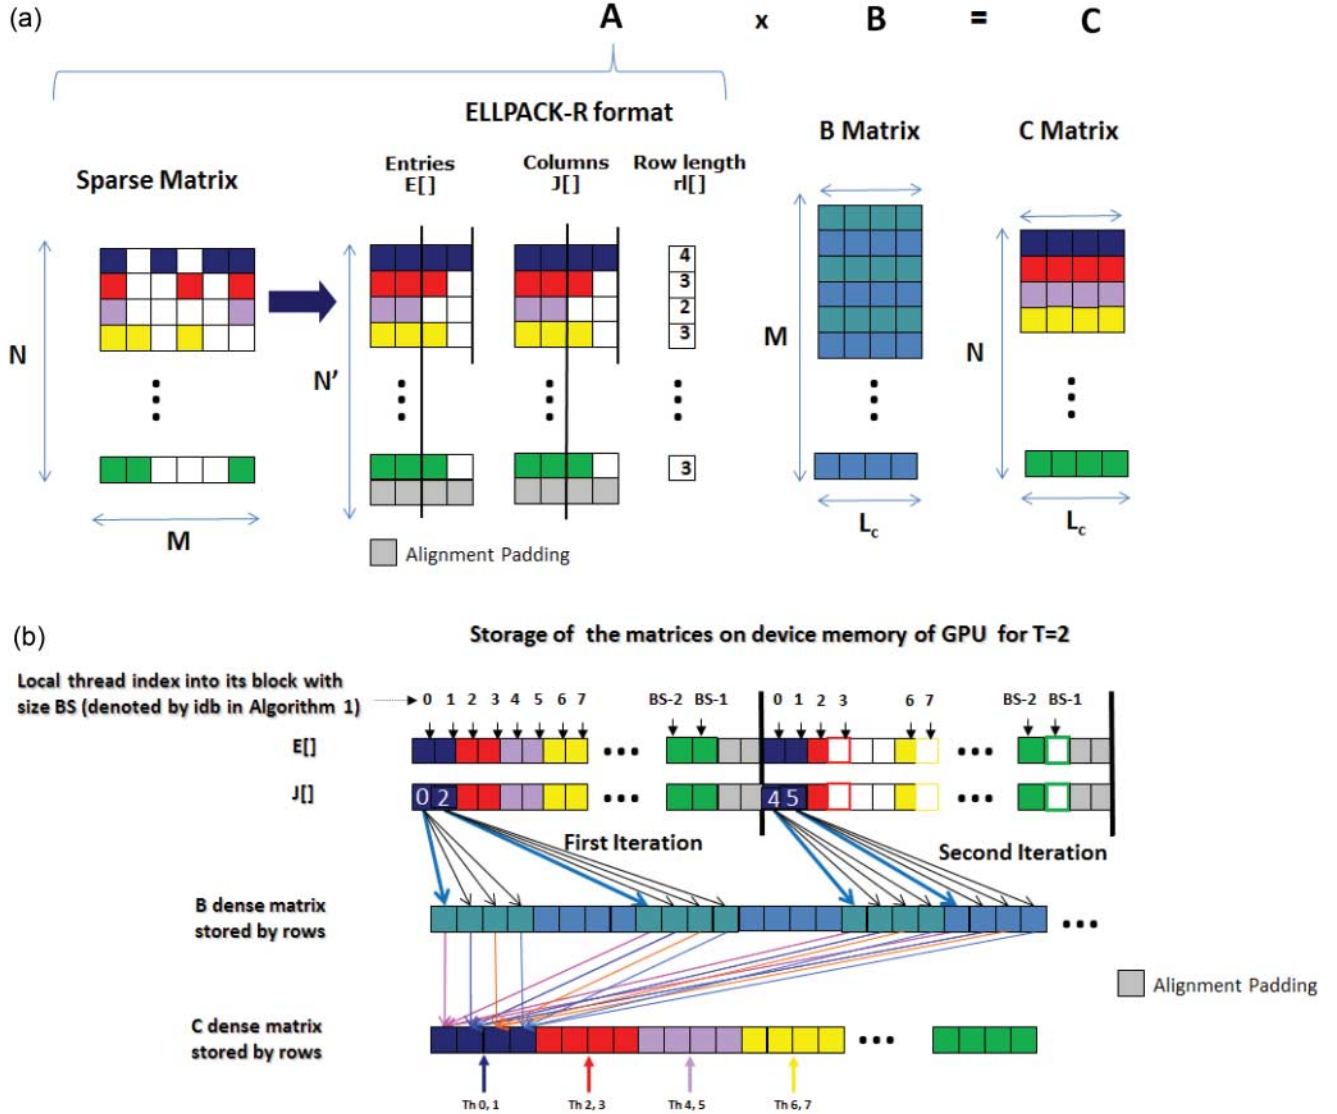 (a)
A x B = C
ELLPACK-R format
B Matrix
C Matrix
Sparse Matrix
Entries
E[]
Columns
J[]
Row length
rl[]
4
3
2
3
N
N'
M
N
3
M
Lc
Lc
Alignment Padding
(b)
Storage of the matrices on device memory of GPU for T=2
Local thread index into its block with
size BS (denoted by idb in Algorithm 1)
0 1 2 3 4 5 6 7 BS-2 BS-1 0 1 2 3 6 7 BS-2 BS-1
E[]
J[]
0 2 4 5
First Iteration
Second Iteration
B dense matrix
stored by rows
Alignment Padding
C dense matrix
stored by rows
Th 0, 1 Th 2, 3 Th 4, 5 Th 6, 7